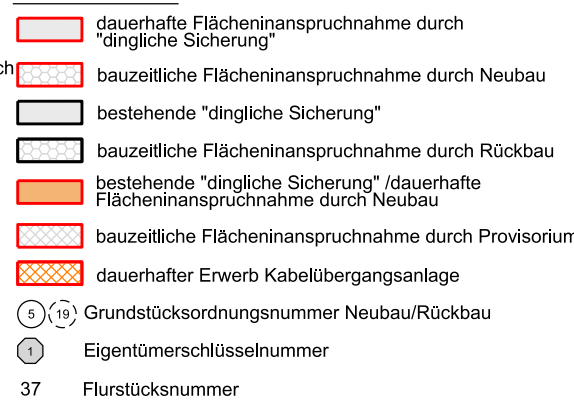 dauerhafte Flächeninanspruchnahme durch
"dingliche Sicherung"
ch
bauzeitliche Flächeninanspruchnahme durch Neubau
bestehende "dingliche Sicherung"
bauzeitliche Flächeninanspruchnahme durch Rückbau
bestehende "dingliche Sicherung" /dauerhafte
Flächeninanspruchnahme durch Neubau
bauzeitliche Flächeninanspruchnahme durch Provisorium
dauerhafter Erwerb Kabelübergangsanlage
5 19 Grundstücksordnungsnummer Neubau/Rückbau
1 Eigentümerschlüsselnummer
37 Flurstücksnummer